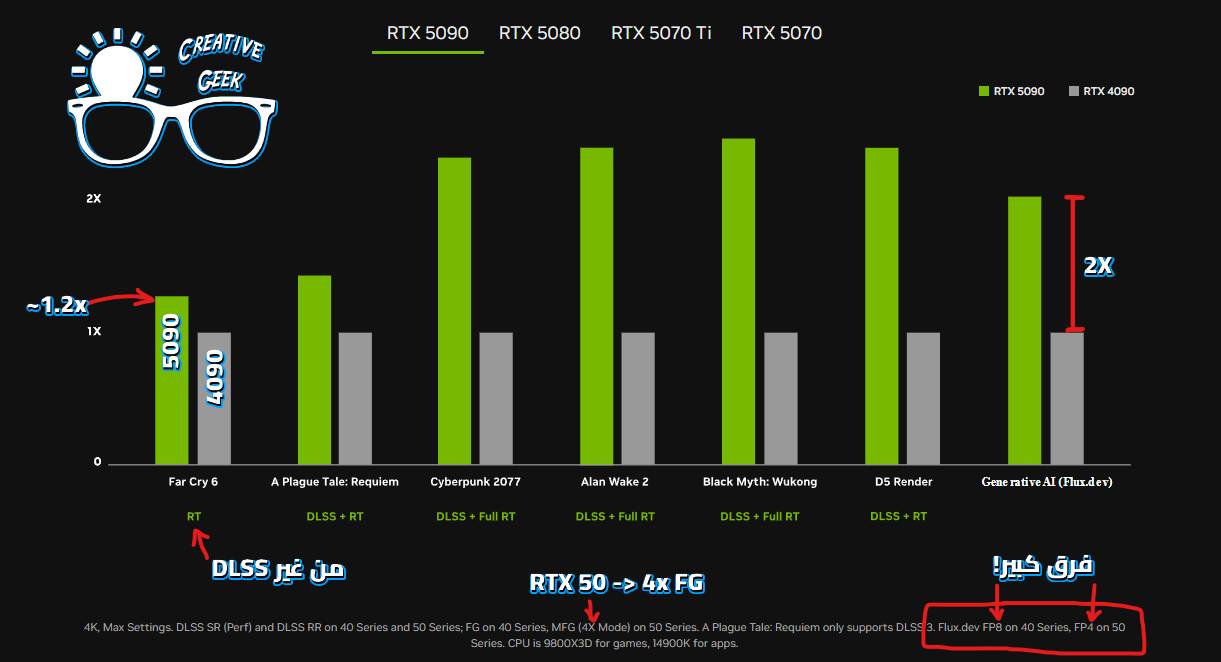 CREATIVE
GEEK
RTX 5090 RTX 5080 RTX 5070 Ti RTX 5070
RTX 5090 RTX 4090
2X
2X
~1.2x
1X
5090
4090
0
Far Cry 6 A Plague Tale: Requiem Cyberpunk 2077 Alan Wake 2 Black Myth: Wukong D5 Render Generative AI (Flux.dev)
RT DLSS + RT DLSS + Full RT DLSS + Full RT DLSS + Full RT DLSS + RT
من غير DLSS
RTX 50 -> 4x FG
فرق كبير!
4K, Max Settings. DLSS SR (Perf) and DLSS RR on 40 Series and 50 Series; FG on 40 Series, MFG (4X Mode) on 50 Series. A Plague Tale: Requiem only supports DLSS 3. Flux.dev FP8 on 40 Series, FP4 on 50
Series. CPU is 9800X3D for games, 14900K for apps.